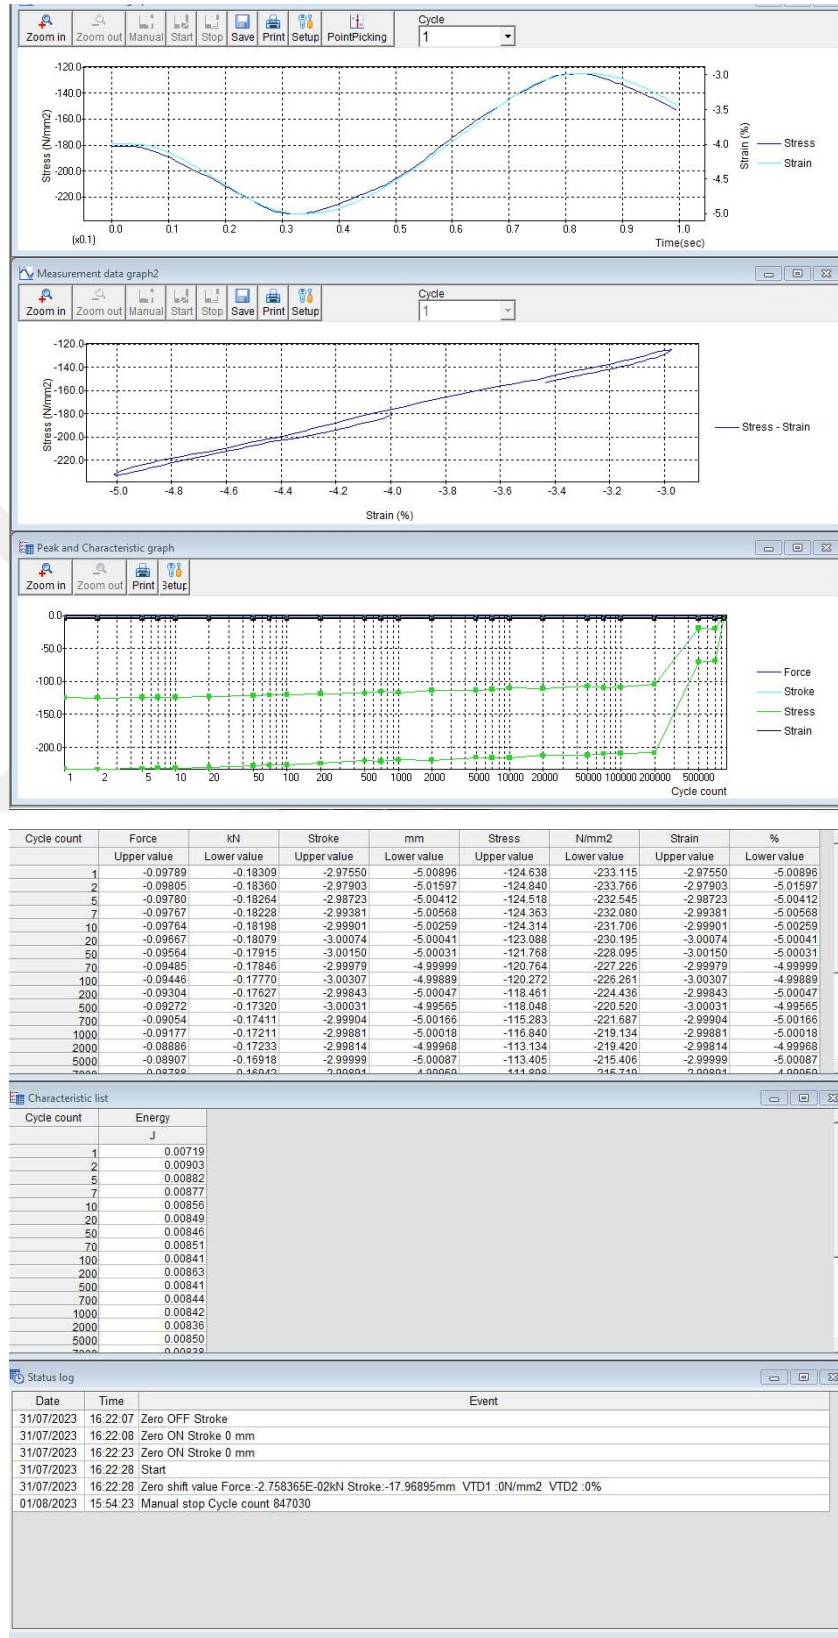 Zoom in Zoom out Manual Start Stop Save Print Setup PointPicking Cycle 1
-120.0
-140.0
-160.0
-180.0
-200.0
-220.0
Stress (N/mm2)
-3.0
-3.5
-4.0
-4.5
-5.0
Strain (%)
Stress
Strain
0.0 0.1 0.2 0.3 0.4 0.5 0.6 0.7 0.8 0.9 1.0
(x0.1)
Time(sec)
Measurement data graph2
Zoom in Zoom out Manual Start Stop Save Print Setup Cycle 1
-120.0
-140.0
-160.0
-180.0
-200.0
-220.0
Stress (N/mm2)
Stress - Strain
-5.0 -4.8 -4.6 -4.4 -4.2 -4.0 -3.8 -3.6 -3.4 -3.2 -3.0
Strain (%)
Peak and Characteristic graph
Zoom in Zoom out Print Setup
0.0
-50.0
-100.0
-150.0
-200.0
Force
Stroke
Stress
Strain
1 2 5 10 20 50 100 200 500 1000 2000 5000 10000 20000 50000 100000 200000 500000
Cycle count
Cycle count Force kN Stroke mm Stress N/mm2 Strain %
Upper value Lower value Upper value Lower value Upper value Lower value Upper value Lower value
1 -0.09789 -0.18309 -2.97550 -5.00896 -124.638 -233.115 -2.97550 -5.00896
2 -0.09805 -0.18360 -2.97903 -5.01597 -124.840 -233.766 -2.97903 -5.01597
5 -0.09780 -0.18264 -2.98723 -5.00412 -124.518 -232.545 -2.98723 -5.00412
7 -0.09767 -0.18228 -2.99381 -5.00568 -124.363 -232.080 -2.99381 -5.00568
10 -0.09764 -0.18198 -2.99901 -5.00259 -124.314 -231.706 -2.99901 -5.00259
20 -0.09667 -0.18079 -3.00074 -5.00041 -123.088 -230.195 -3.00074 -5.00041
50 -0.09564 -0.17915 -3.00150 -5.00031 -121.768 -228.095 -3.00150 -5.00031
70 -0.09485 -0.17846 -2.99979 -4.99999 -120.764 -227.226 -2.99979 -4.99999
100 -0.09446 -0.17770 -3.00307 -4.99889 -120.272 -226.261 -3.00307 -4.99889
200 -0.09304 -0.17627 -2.99843 -5.00047 -118.461 -224.436 -2.99843 -5.00047
500 -0.09272 -0.17320 -3.00031 -4.99565 -118.048 -220.520 -3.00031 -4.99565
700 -0.09054 -0.17411 -2.99904 -5.00166 -115.283 -221.687 -2.99904 -5.00166
1000 -0.09177 -0.17211 -2.99881 -5.00018 -116.840 -219.134 -2.99881 -5.00018
2000 -0.08886 -0.17233 -2.99814 -4.99968 -113.134 -219.420 -2.99814 -4.99968
5000 -0.08907 -0.16918 -2.99999 -5.00087 -113.405 -215.406 -2.99999 -5.00087
Characteristic list
Cycle count Energy
J
1 0.00719
2 0.00903
5 0.00882
7 0.00877
10 0.00856
20 0.00849
50 0.00846
70 0.00851
100 0.00841
200 0.00863
500 0.00841
700 0.00844
1000 0.00842
2000 0.00836
5000 0.00850
Status log
Date Time Event
31/07/2023 16:22:07 Zero OFF Stroke
31/07/2023 16:22:08 Zero ON Stroke 0 mm
31/07/2023 16:22:23 Zero ON Stroke 0 mm
31/07/2023 16:22:28 Start
31/07/2023 16:22:28 Zero shift value Force:-2.758365E-02kN Stroke:-17.96895mm VTD1 :0N/mm2 VTD2 :0%
01/08/2023 15:54:23 Manual stop Cycle count 847030